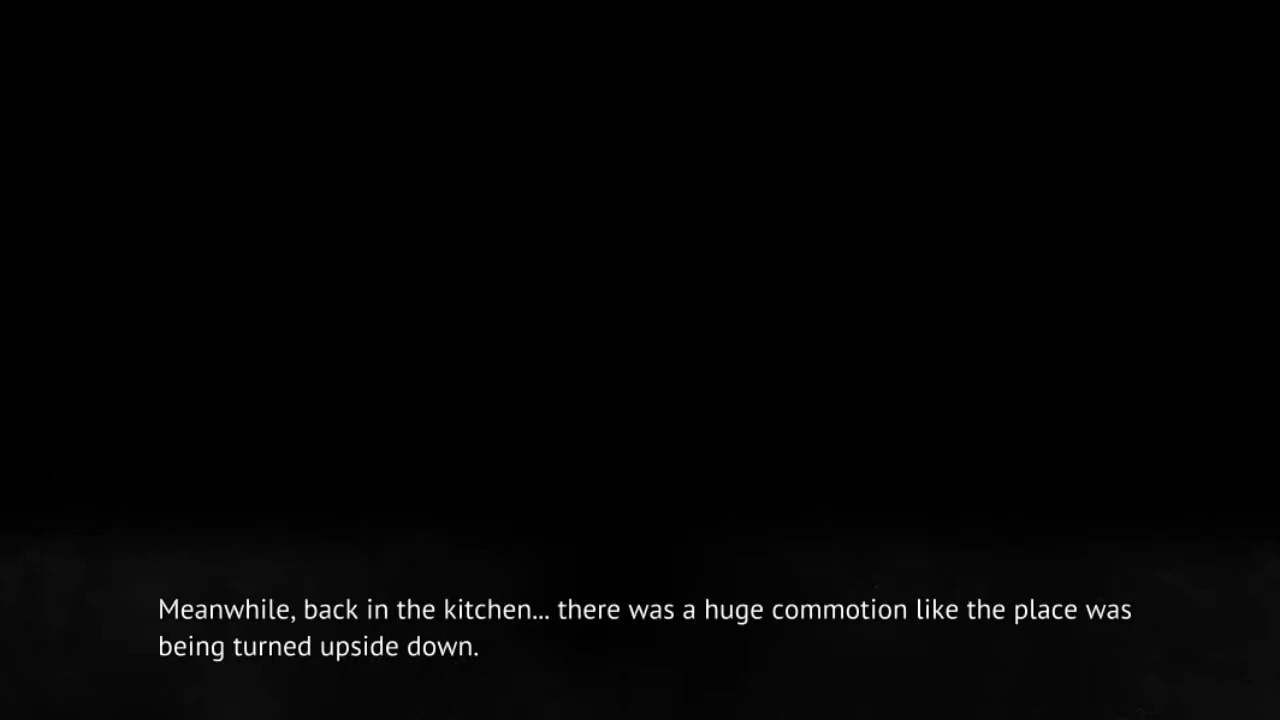 Meanwhile, back in the kitchen... there was a huge commotion like the place was
being turned upside down.